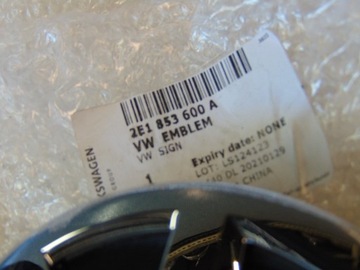 2E1 853 600 A
VW EMBLEM
VW SIGN
1
Expiry date: NONE
LOT: LS124123
DL 20210129
CHINA